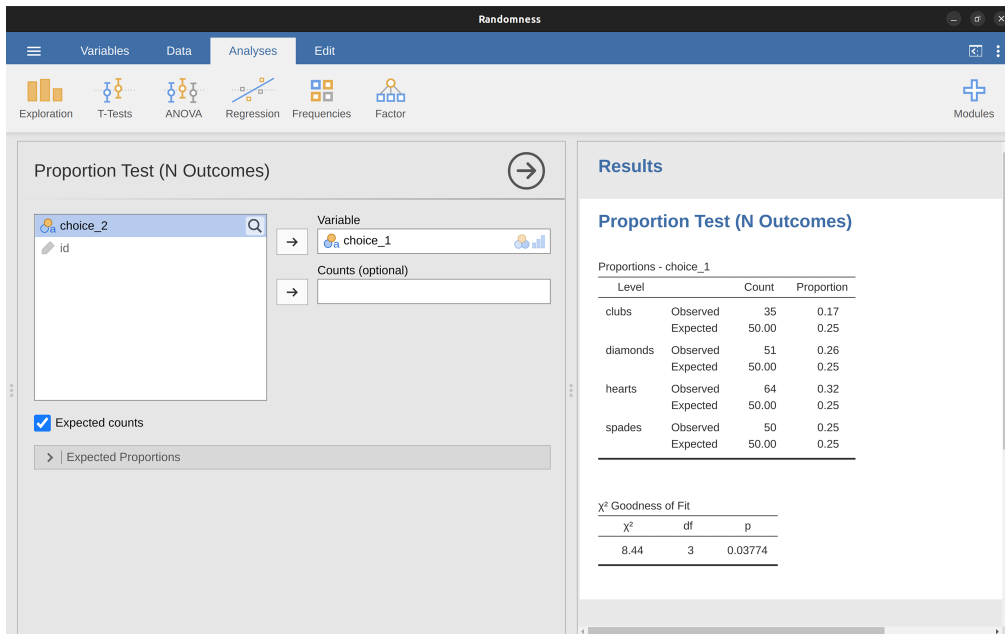 Randomness
Variables Data Analyses Edit
Exploration T-Tests ANOVA Regression Frequencies Factor Modules
Proportion Test (N Outcomes)
choice_2
id
Variable
choice_1
Counts (optional)
Expected counts
Expected Proportions
Results
Proportion Test (N Outcomes)
Proportions - choice_1
Level Count Proportion
clubs Observed 35 0.17
Expected 50.00 0.25
diamonds Observed 51 0.26
Expected 50.00 0.25
hearts Observed 64 0.32
Expected 50.00 0.25
spades Observed 50 0.25
Expected 50.00 0.25
χ² Goodness of Fit
χ² df p
8.44 3 0.03774